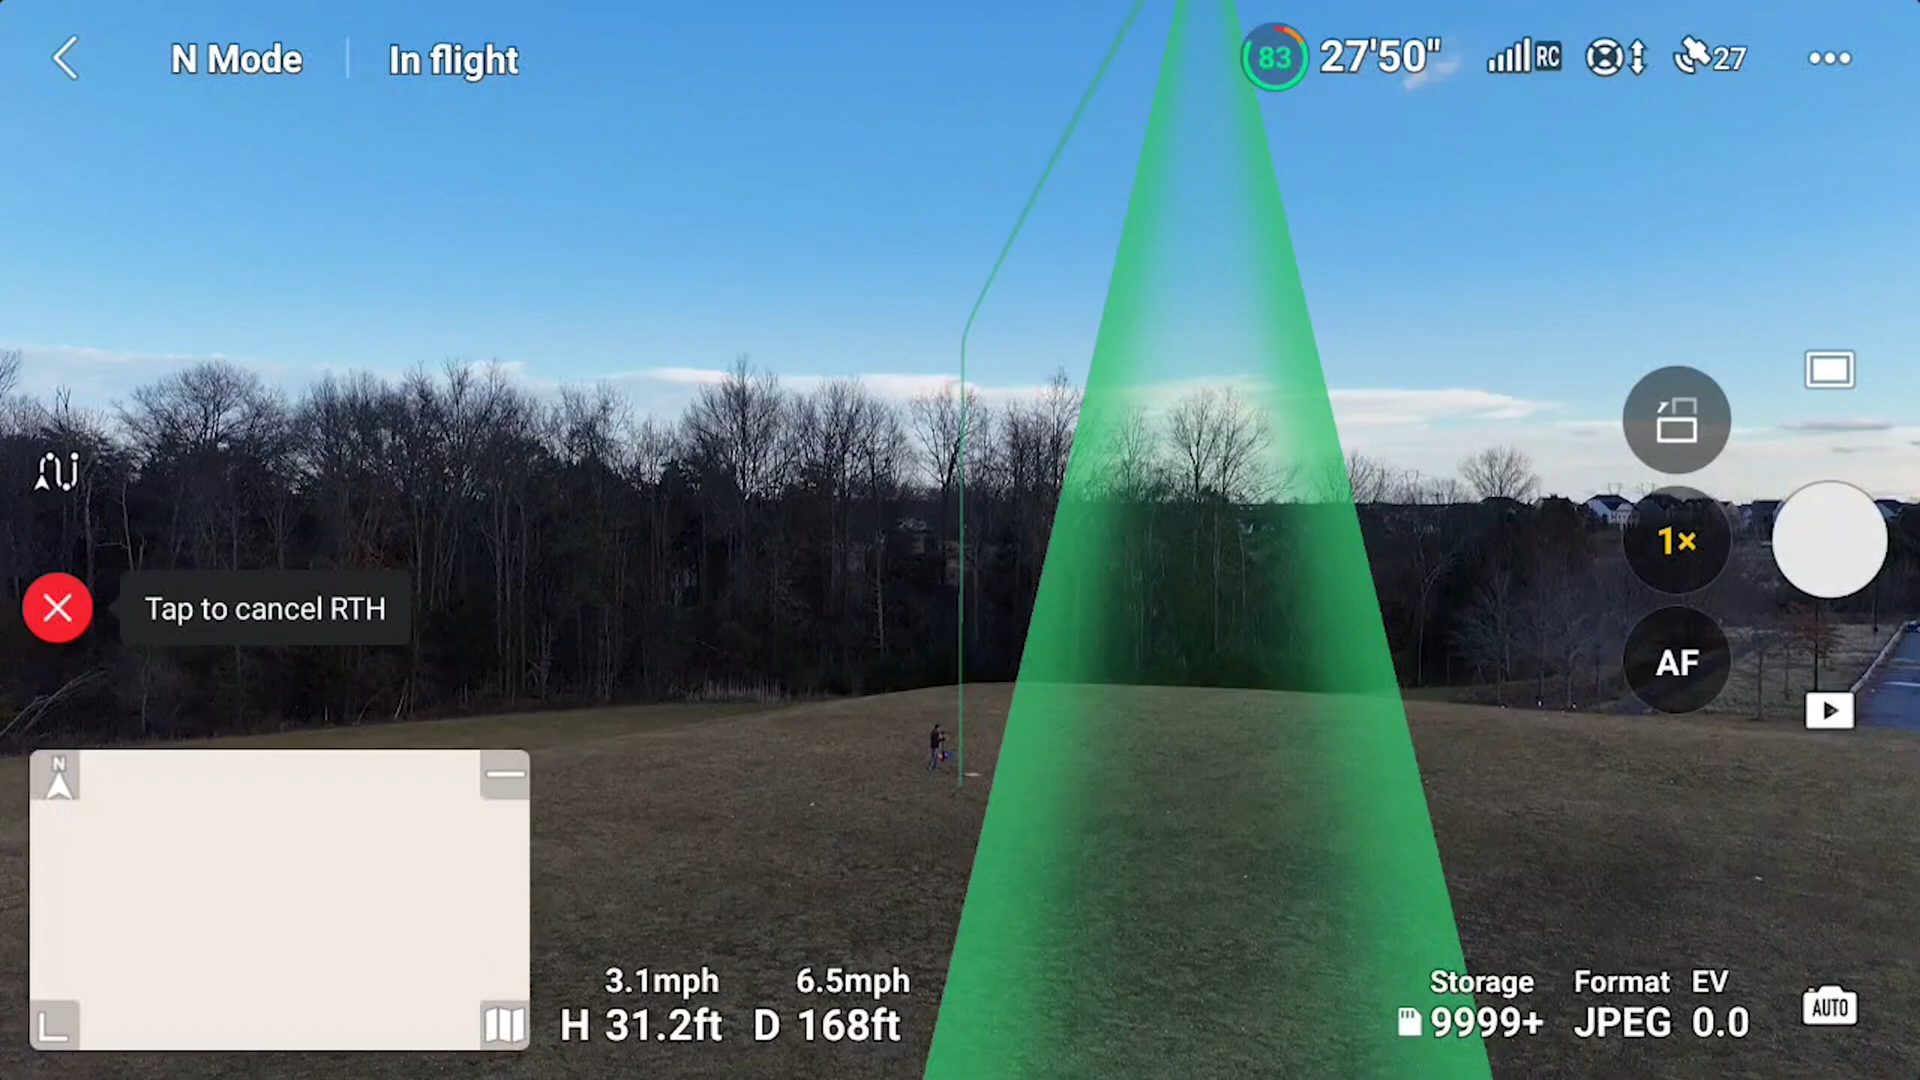 N Mode
In flight
83
27'50"
RC
27
1×
Tap to cancel RTH
AF
N
3.1mph
6.5mph
H 31.2ft
D 168ft
Storage
Format
EV
9999+
JPEG
0.0
AUTO